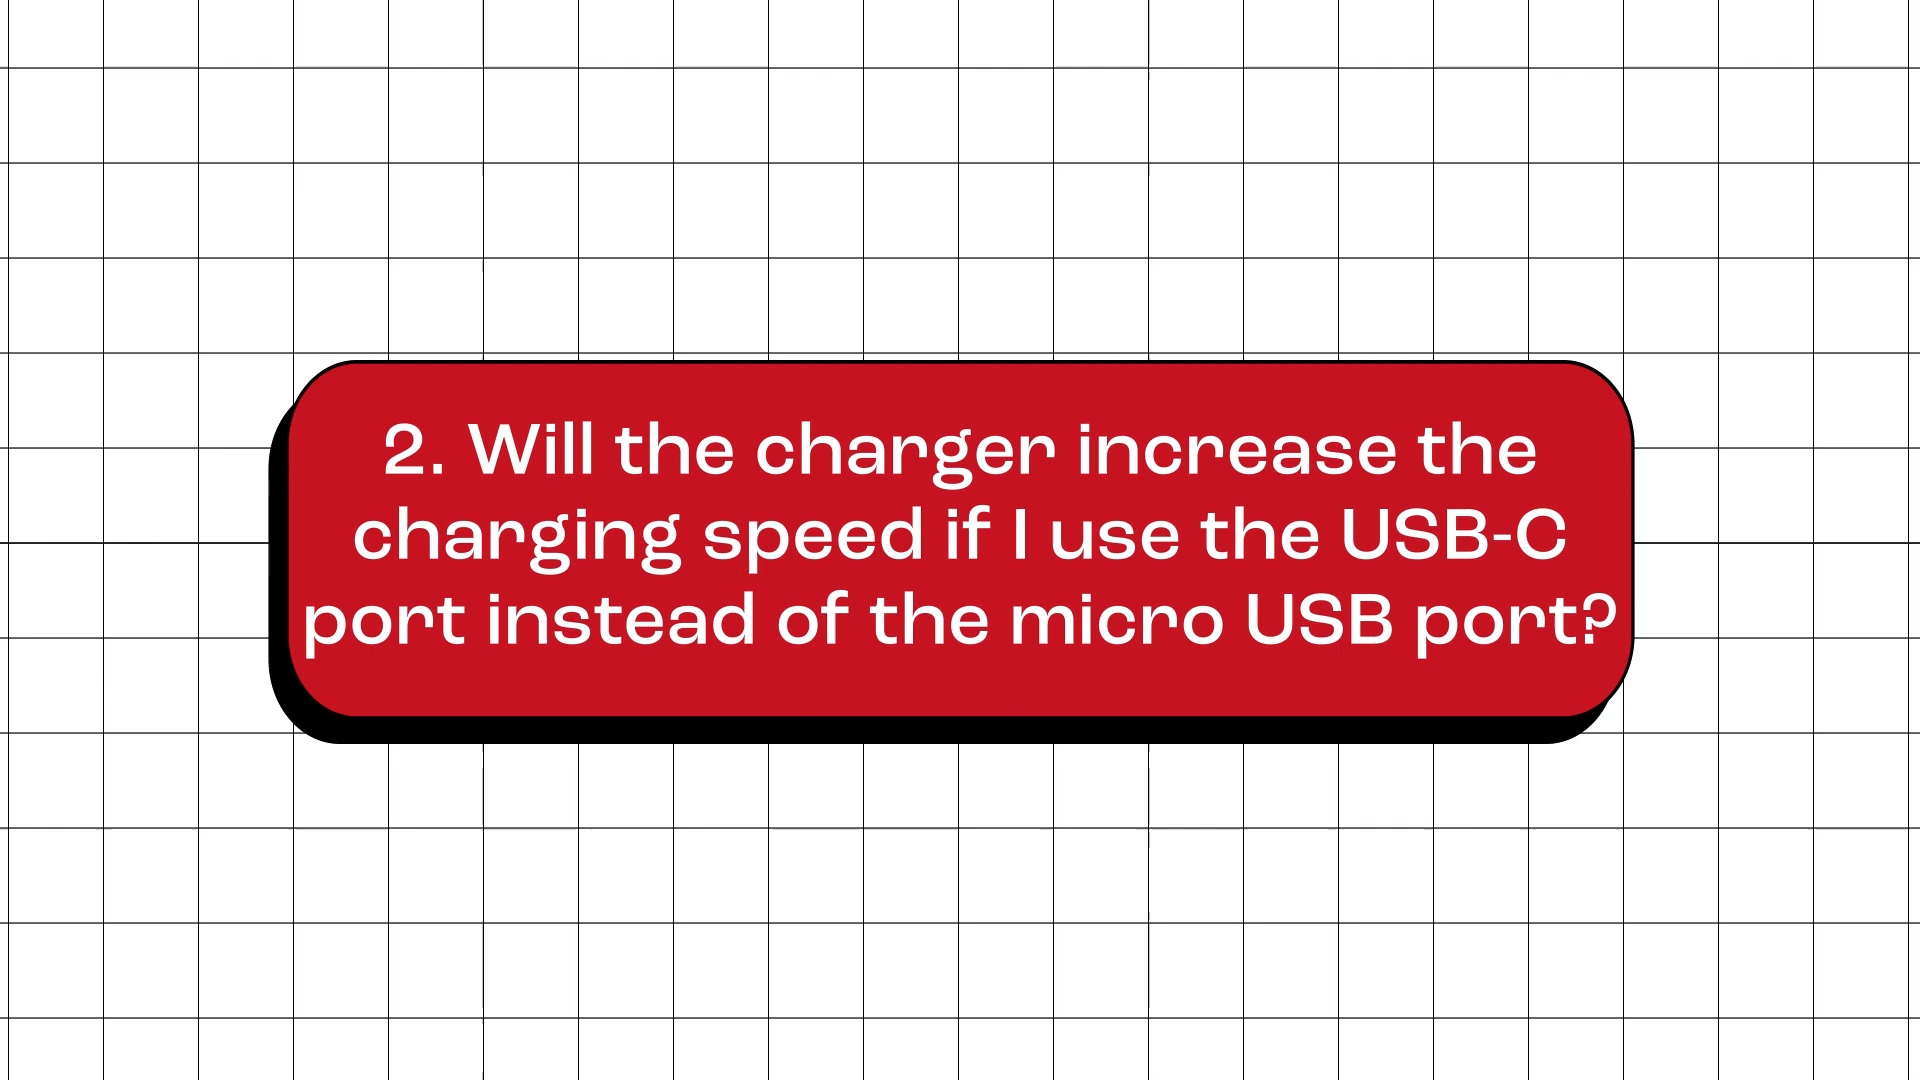 2. Will the charger increase the
charging speed if I use the USB-C
port instead of the micro USB port?